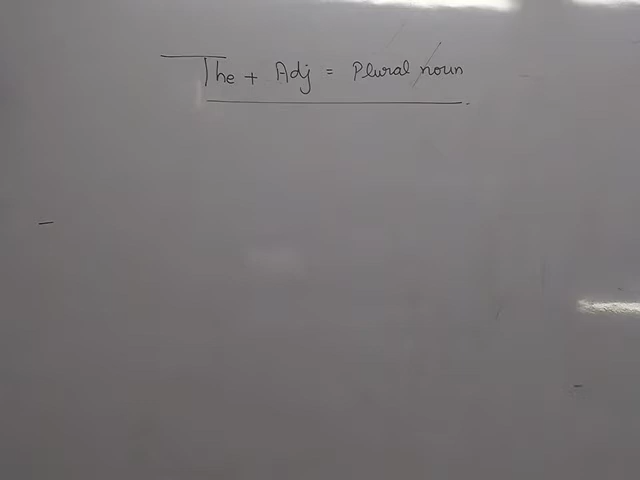 The + Adj = Plural noun